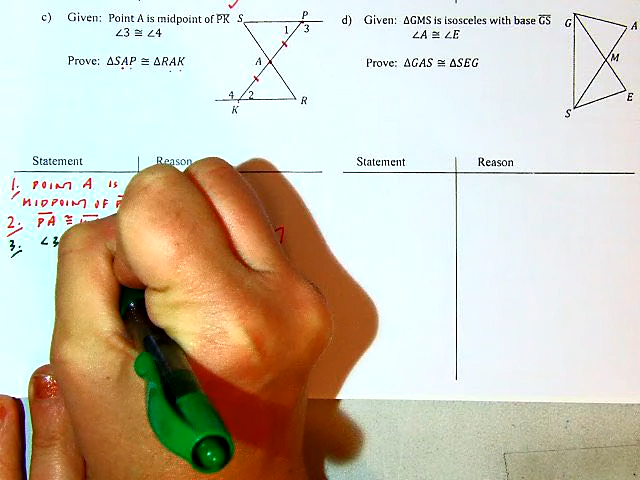 c) Given: Point A is midpoint of PK
∠3 ≅ ∠4
Prove: ΔSAP ≅ ΔRAK
S
P
1
3
A
4
2
K
R
d) Given: ΔGMS is isosceles with base GS
∠A ≅ ∠E
Prove: ΔGAS ≅ ΔSEG
G
A
M
E
S
Statement Reason
1. POINT A IS
MIDPOINT OF
2. PA ≅
3. ∠3
Statement Reason